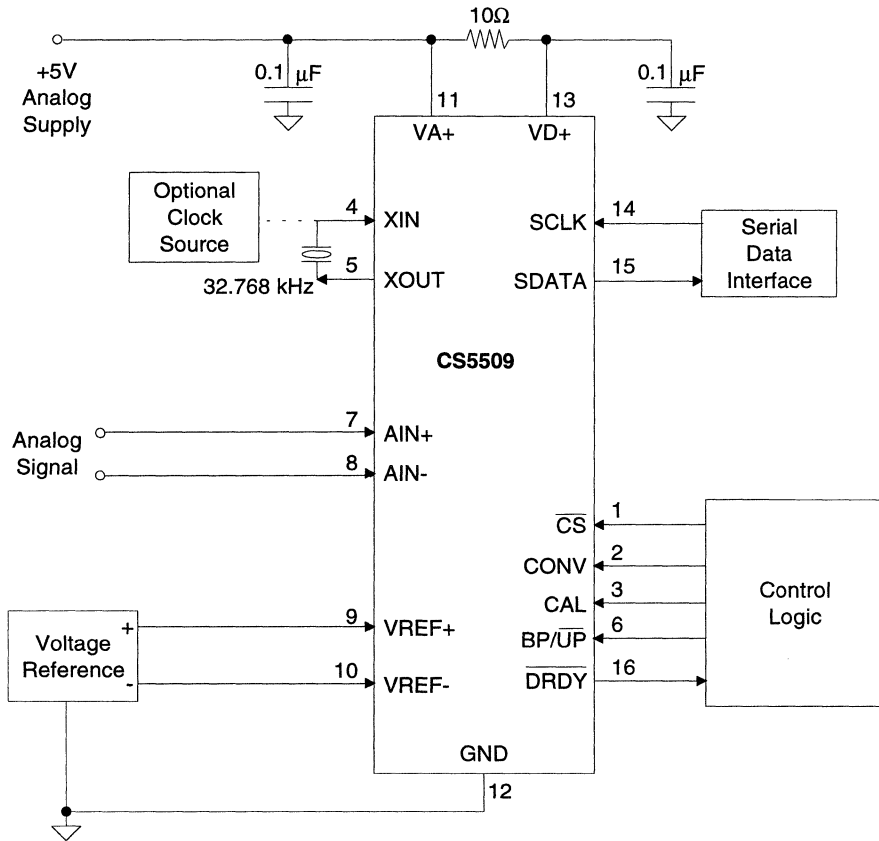 10Ω
+5V
Analog
Supply
0.1 µF
0.1 µF
11
13
VA+
VD+
Optional
Clock
Source
4
XIN
5
XOUT
32.768 kHz
SCLK
14
SDATA
15
Serial
Data
Interface
CS5509
Analog
Signal
7
AIN+
8
AIN-
CS
1
CONV
2
CAL
3
BP/UP
6
DRDY
16
Control
Logic
Voltage
Reference
+
-
9
VREF+
10
VREF-
GND
12